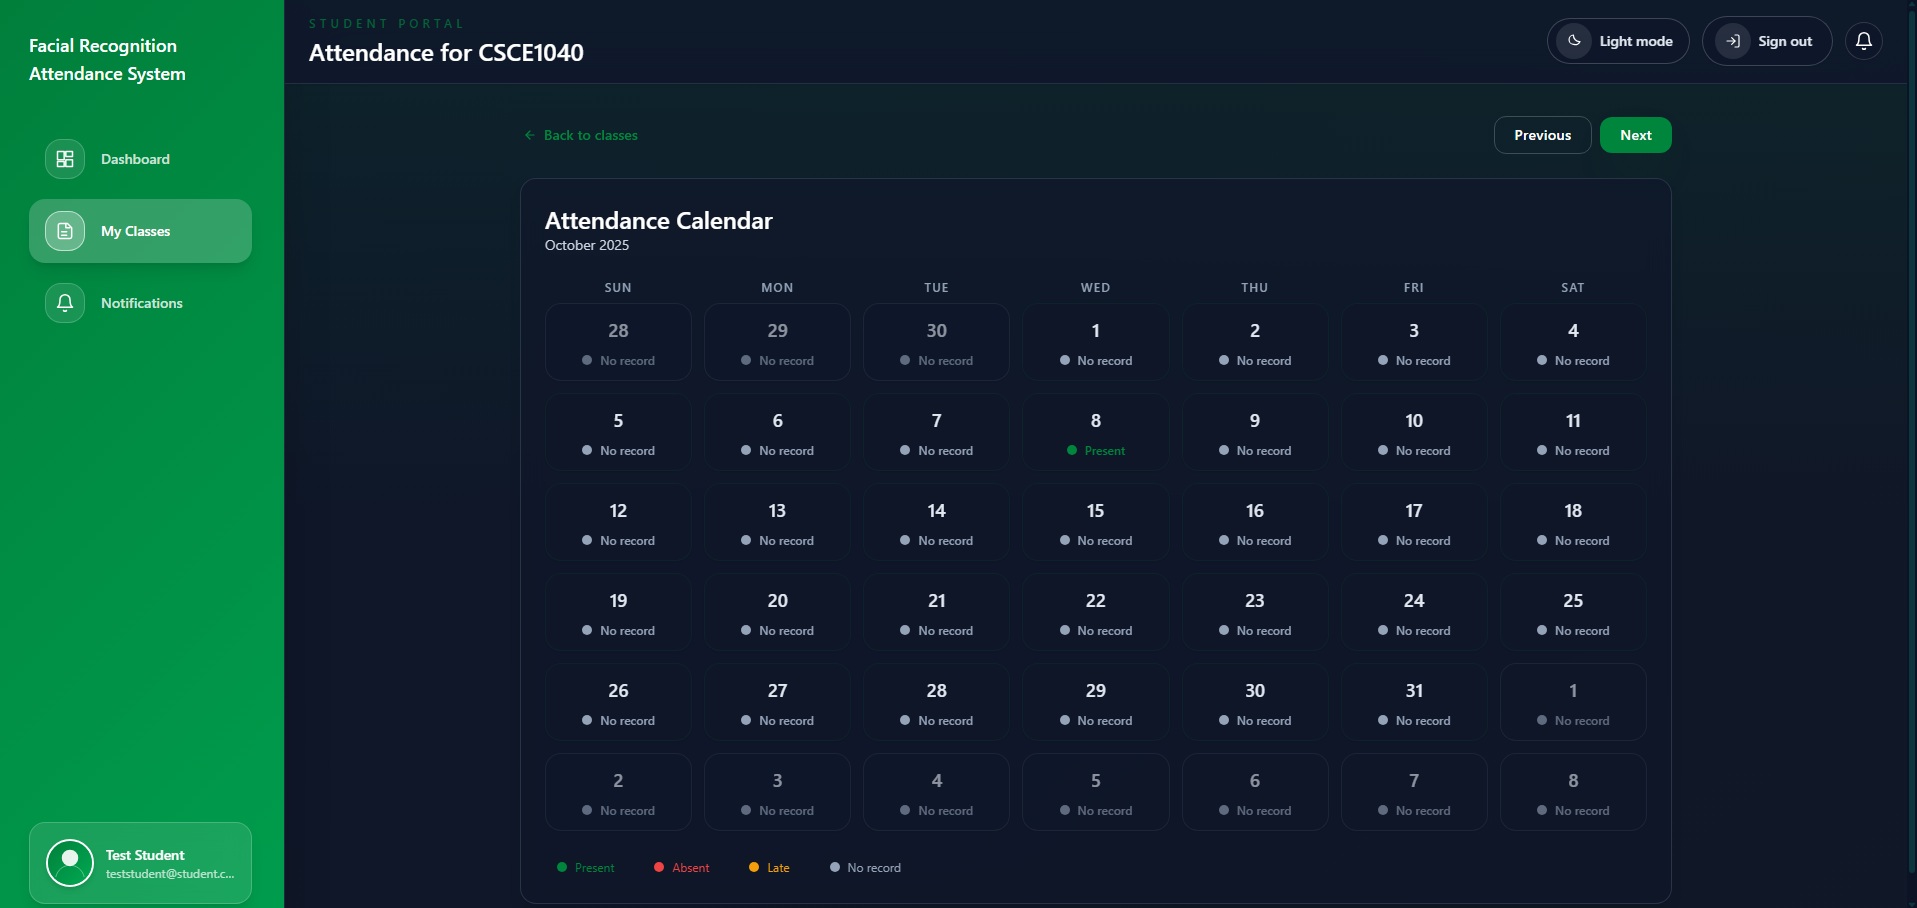 Facial Recognition
Attendance System
Dashboard
My Classes
Notifications
Test Student
teststudent@student.c...
STUDENT PORTAL
Attendance for CSCE1040
Light mode
Sign out
Back to classes
Previous
Next
Attendance Calendar
October 2025
SUN MON TUE WED THU FRI SAT
28 29 30 1 2 3 4
No record No record No record No record No record No record No record
5 6 7 8 9 10 11
No record No record No record Present No record No record No record
12 13 14 15 16 17 18
No record No record No record No record No record No record No record
19 20 21 22 23 24 25
No record No record No record No record No record No record No record
26 27 28 29 30 31 1
No record No record No record No record No record No record No record
2 3 4 5 6 7 8
No record No record No record No record No record No record No record
Present Absent Late No record